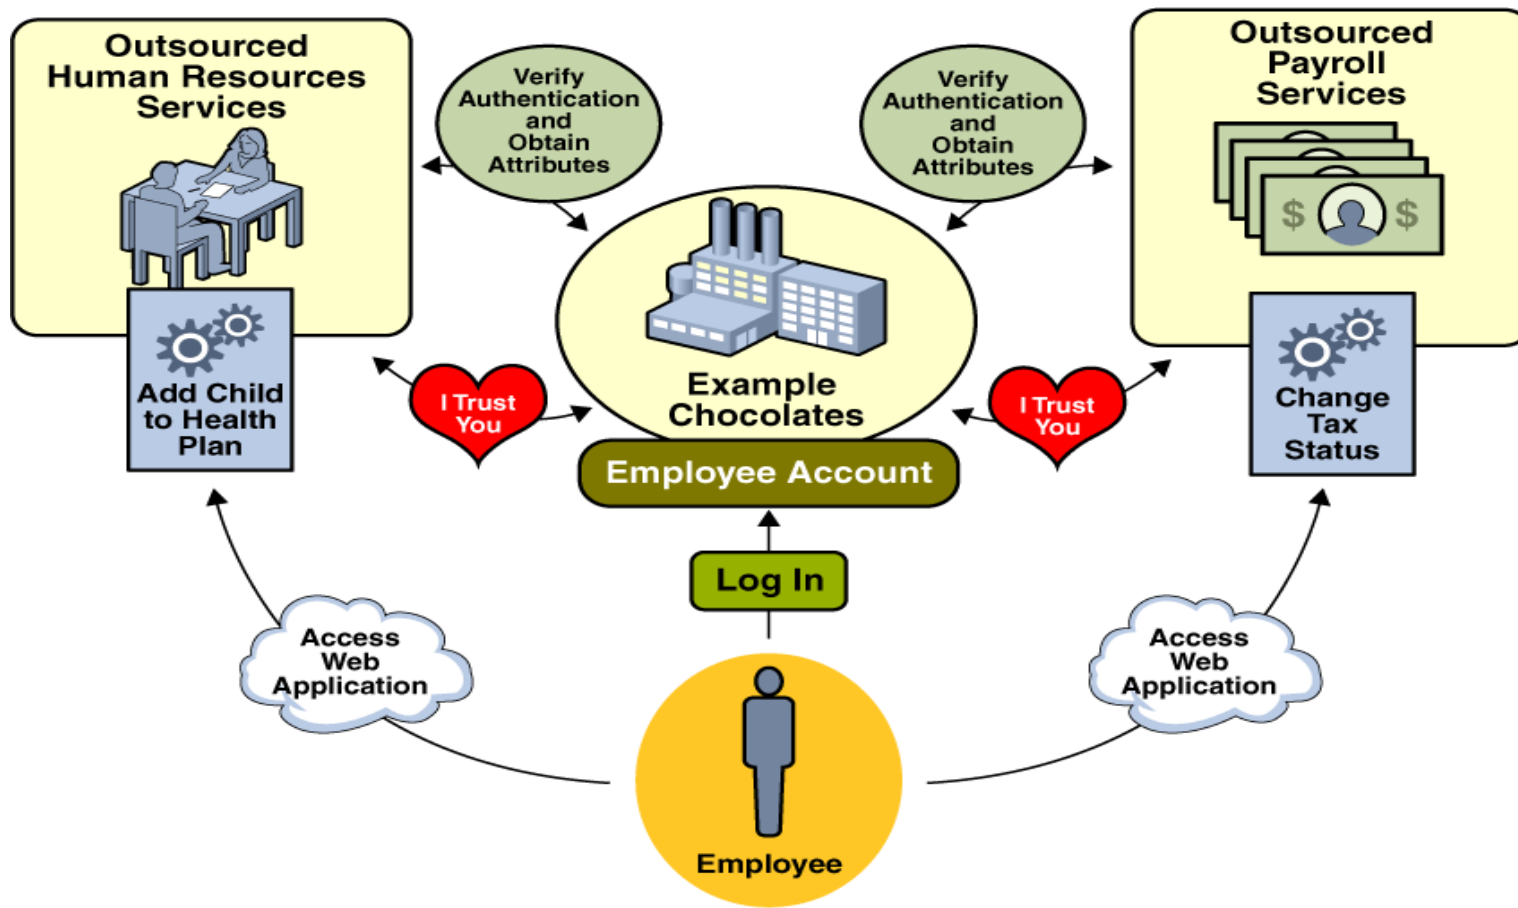 Outsourced
Human Resources
Services
Verify
Authentication
and
Obtain
Attributes
Verify
Authentication
and
Obtain
Attributes
Outsourced
Payroll
Services
$ $
Add Child
to Health
Plan
I Trust
You
Example
Chocolates
I Trust
You
Change
Tax
Status
Employee Account
Log In
Access
Web
Application
Access
Web
Application
Employee